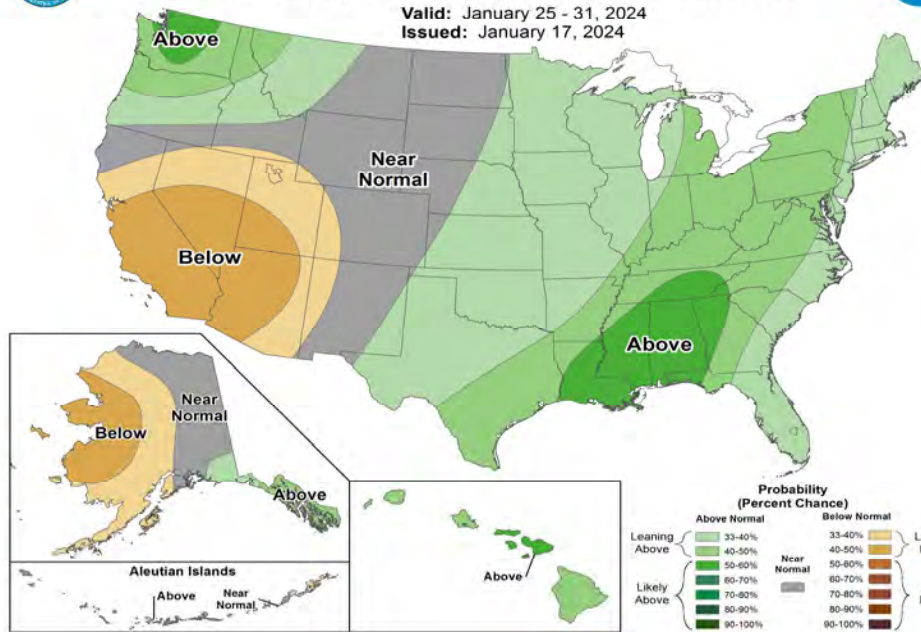 Valid: January 25 - 31, 2024
Issued: January 17, 2024
Above
Near
Normal
Below
Above
Near
Normal
Below
Above
Aleutian Islands
Above
Near
Normal
Above
Probability
(Percent Chance)
Above Normal
Below Normal
Leaning
Above
33-40%
40-50%
Likely
Above
50-60%
60-70%
70-80%
80-90%
90-100%
Near
Normal
33-40%
40-50%
50-60%
60-70%
70-80%
80-90%
90-100%